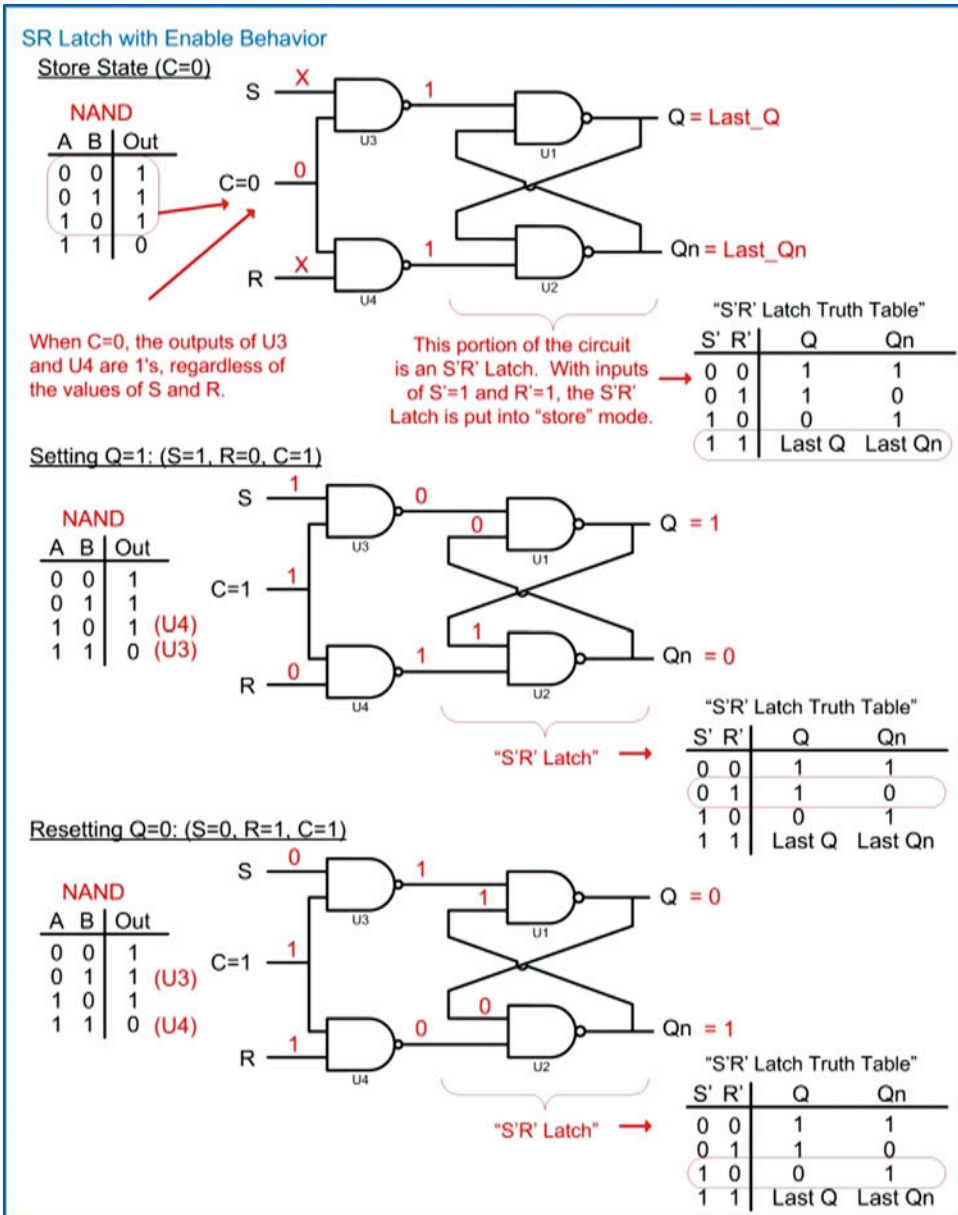 SR Latch with Enable Behavior
Store State (C=0)
NAND
A B Out
0 0 1
0 1 1
1 0 1
1 1 0
S X 1
U3
U1
Q = Last_Q
C=0 0
R X 1
U4
U2
Qn = Last_Qn
When C=0, the outputs of U3
and U4 are 1's, regardless of
the values of S and R.
This portion of the circuit
is an S'R' Latch. With inputs
of S'=1 and R'=1, the S'R'
Latch is put into "store" mode.
"S'R' Latch Truth Table"
S' R' Q Qn
0 0 1 1
0 1 1 0
1 0 0 1
1 1 Last Q Last Qn
Setting Q=1: (S=1, R=0, C=1)
NAND
A B Out
0 0 1
0 1 1
1 0 1 (U4)
1 1 0 (U3)
S 1 0
0
U3
U1
Q = 1
C=1 1
1
R 0 1
U4
U2
Qn = 0
"S'R' Latch"
"S'R' Latch Truth Table"
S' R' Q Qn
0 0 1 1
0 1 1 0
1 0 0 1
1 1 Last Q Last Qn
Resetting Q=0: (S=0, R=1, C=1)
NAND
A B Out
0 0 1
0 1 1 (U3)
1 0 1
1 1 0 (U4)
S 0 1
1
U3
U1
Q = 0
C=1 1
0
R 1 0
U4
U2
Qn = 1
"S'R' Latch"
"S'R' Latch Truth Table"
S' R' Q Qn
0 0 1 1
0 1 1 0
1 0 0 1
1 1 Last Q Last Qn